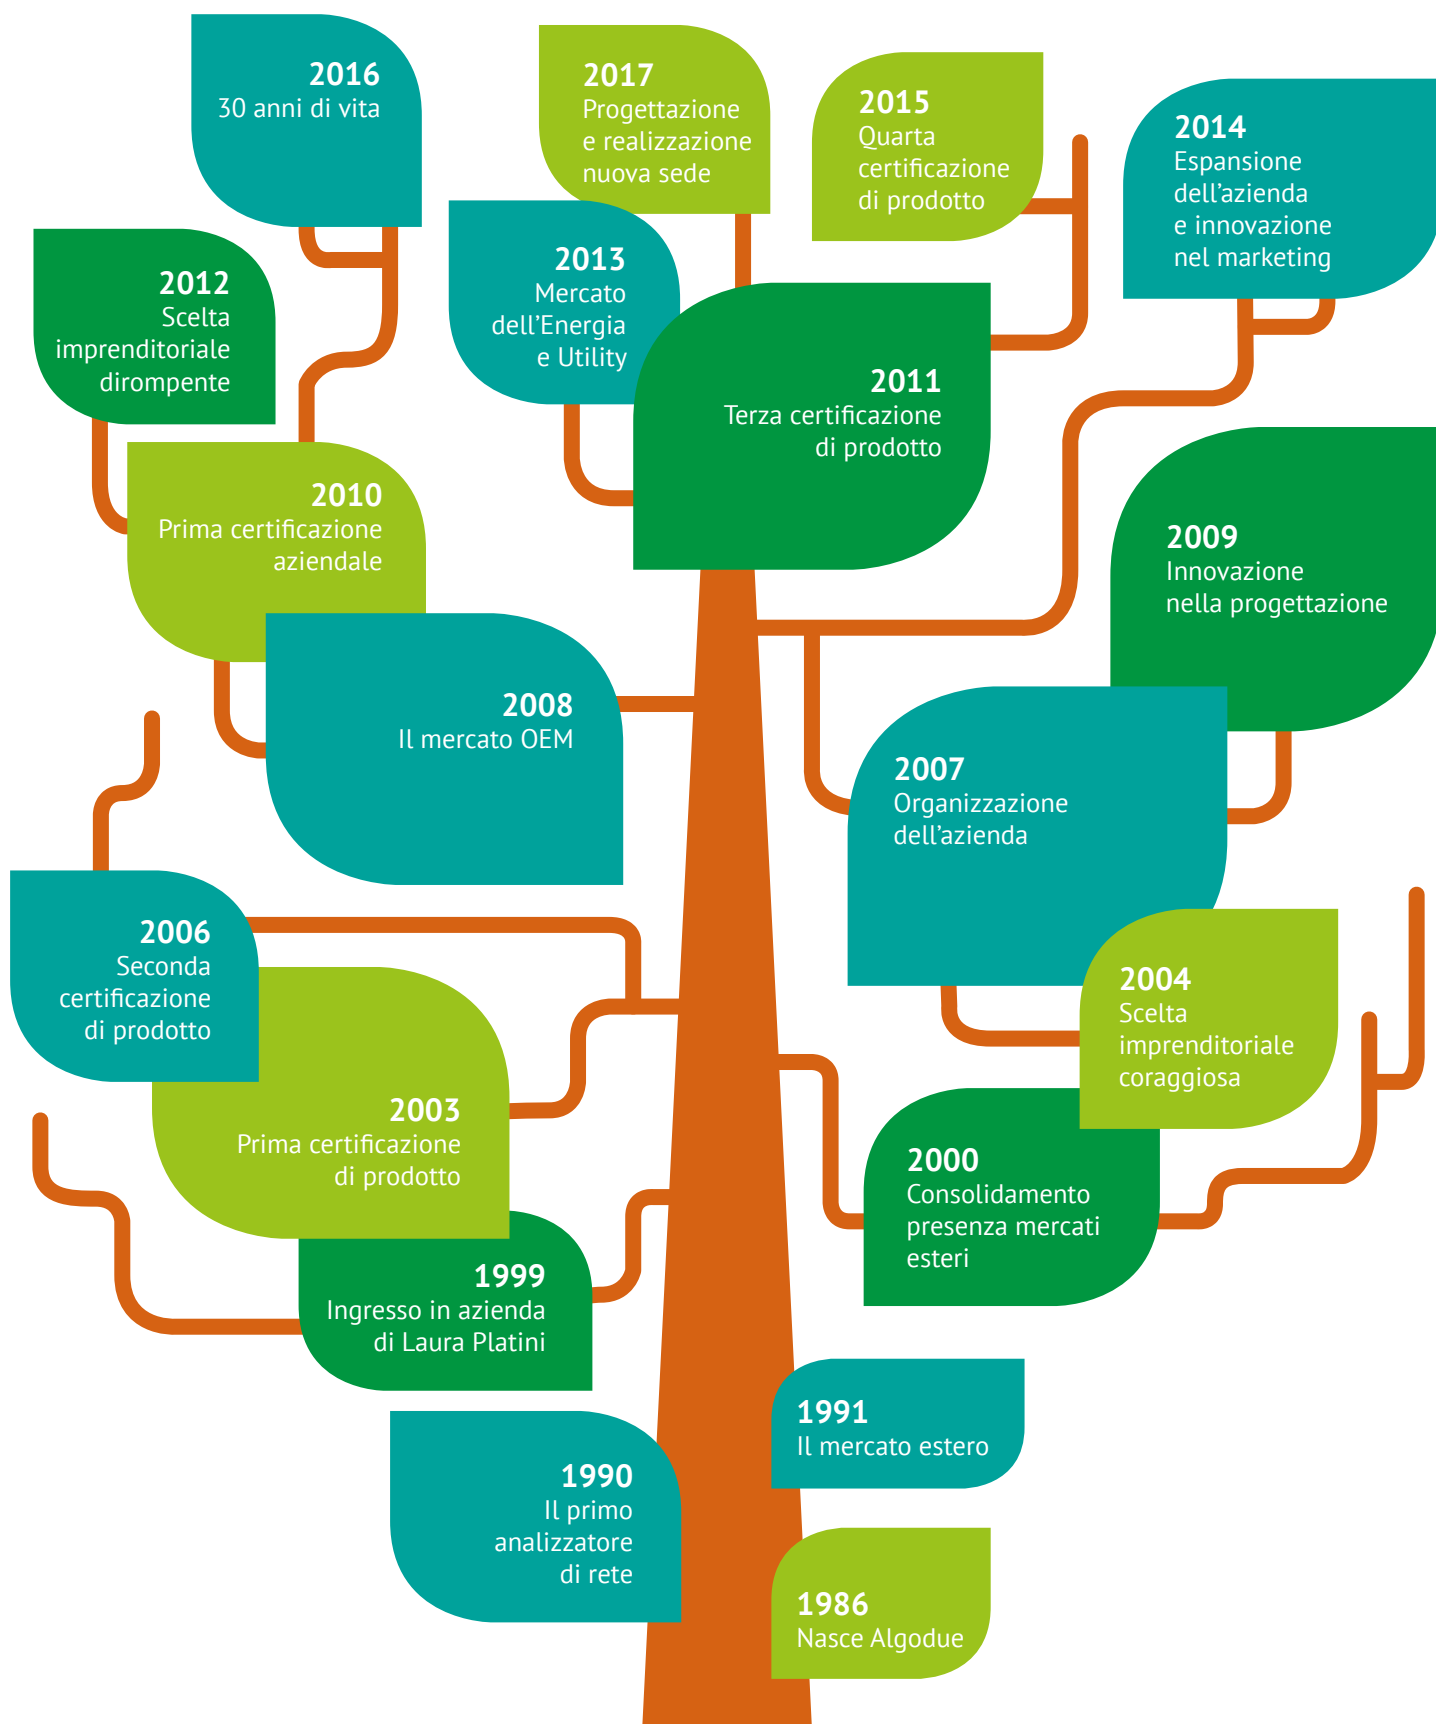 2016
30 anni di vita
2017
Progettazione
e realizzazione
nuova sede
2015
Quarta
certificazione
di prodotto
2014
Espansione
dell’azienda
e innovazione
nel marketing
2012
Scelta
imprenditoriale
dirompente
2013
Mercato
dell’Energia
e Utility
2011
Terza certificazione
di prodotto
2010
Prima certificazione
aziendale
2009
Innovazione
nella progettazione
2008
Il mercato OEM
2007
Organizzazione
dell’azienda
2006
Seconda
certificazione
di prodotto
2004
Scelta
imprenditoriale
coraggiosa
2003
Prima certificazione
di prodotto
2000
Consolidamento
presenza mercati
esteri
1999
Ingresso in azienda
di Laura Platini
1991
Il mercato estero
1990
Il primo
analizzatore
di rete
1986
Nasce Algodue